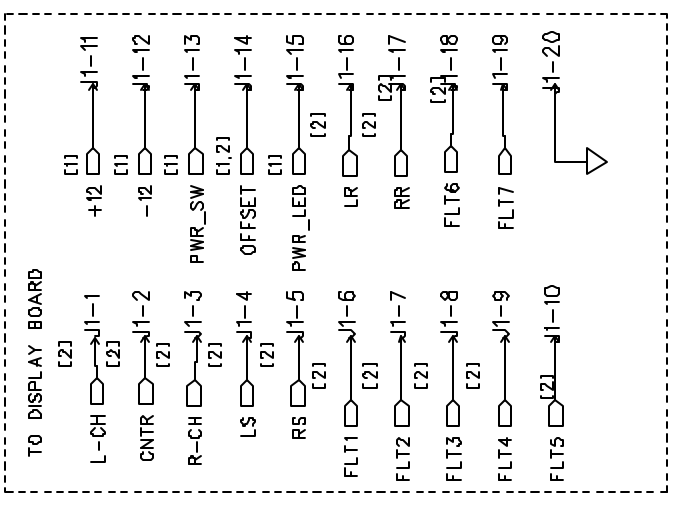 TO DISPLAY BOARD
J1-1
[2]
L-CH
J1-2
[2]
CNTR
J1-3
[2]
R-CH
J1-4
[2]
LS
J1-5
[2]
RS
J1-6
[2]
FLT1
J1-7
[2]
FLT2
J1-8
[2]
FLT3
J1-9
[2]
FLT4
J1-10
[2]
FLT5
J1-11
[1]
+12
J1-12
[1]
-12
J1-13
[1]
PWR_SW
J1-14
[1,2]
OFFSET
J1-15
[1]
PWR_LED
J1-16
[2]
LR
J1-17
[2]
RR
J1-18
[2]
FLT6
J1-19
[2]
FLT7
J1-20